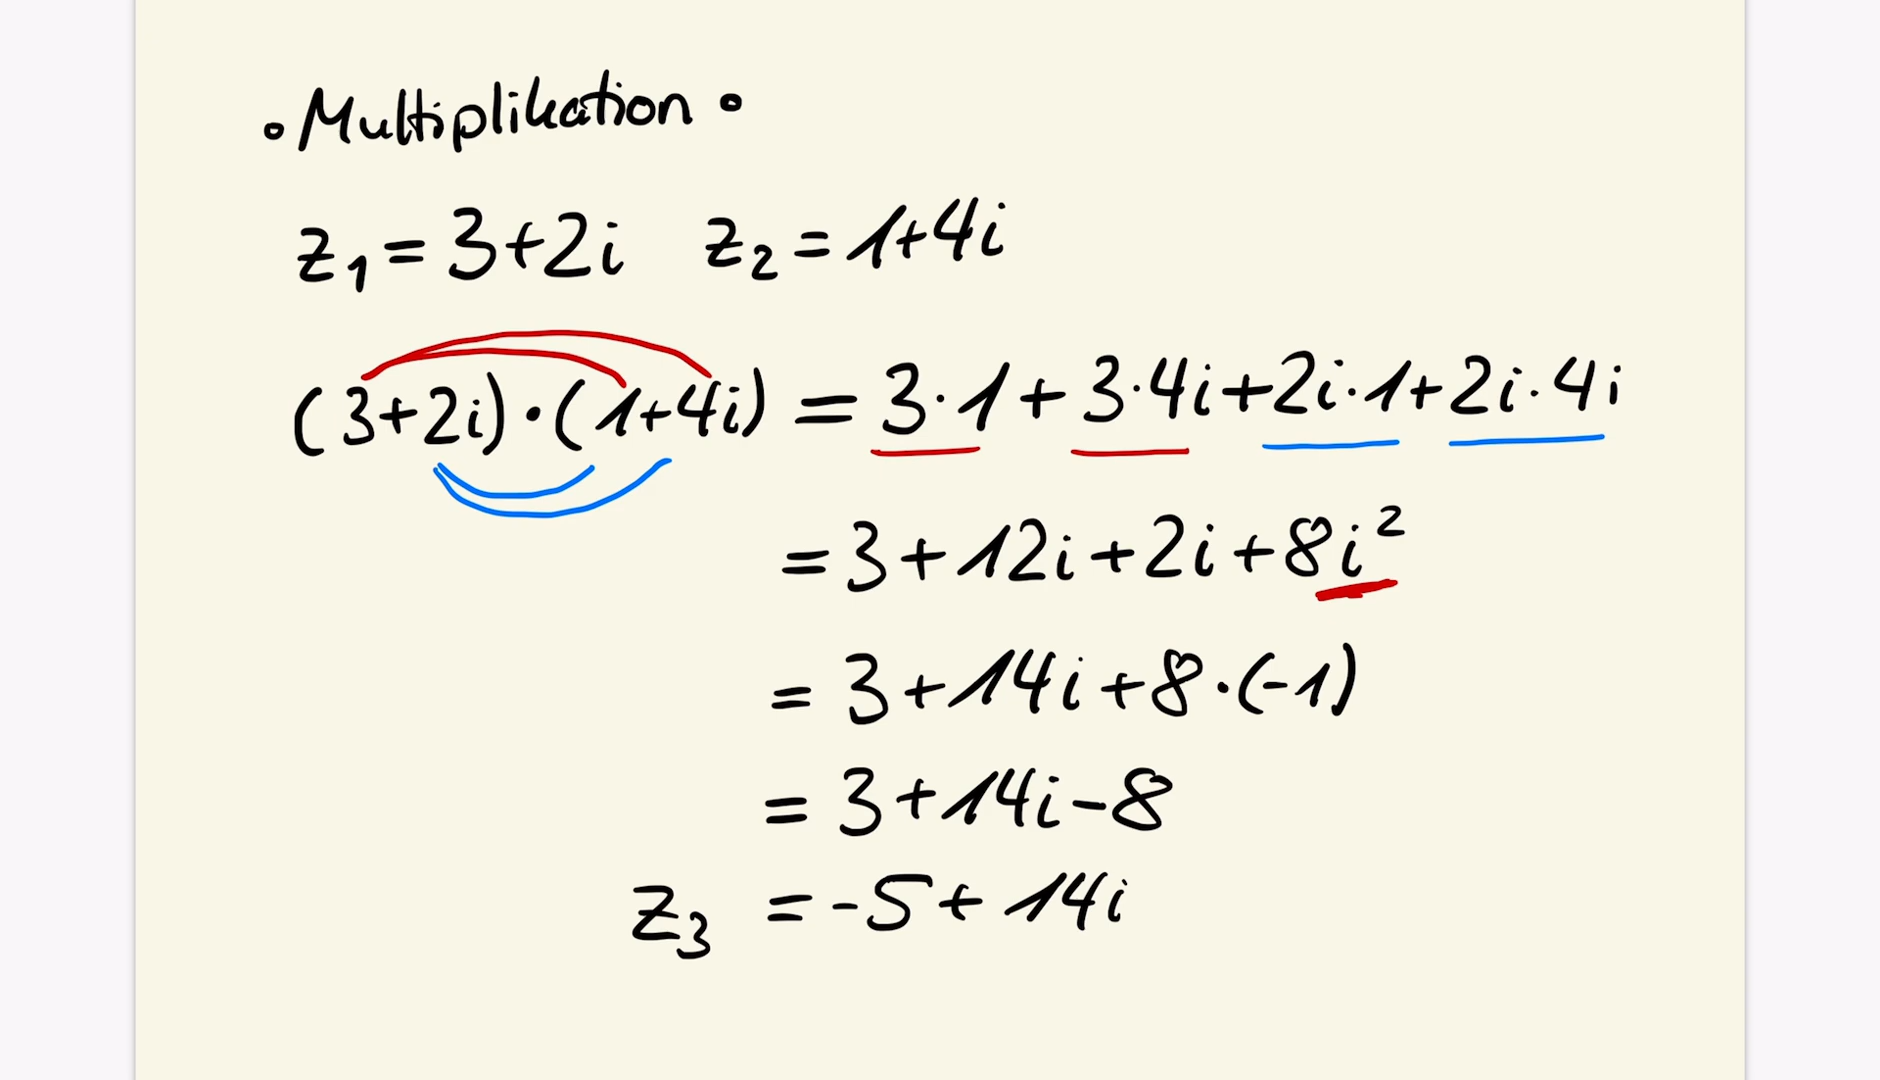 • Multiplikation •
z₁ = 3+2i z₂ = 1+4i
(3+2i)·(1+4i) = 3·1 + 3·4i + 2i·1 + 2i·4i
= 3 + 12i + 2i + 8i²
= 3 + 14i + 8·(-1)
= 3 + 14i - 8
z₃ = -5 + 14i